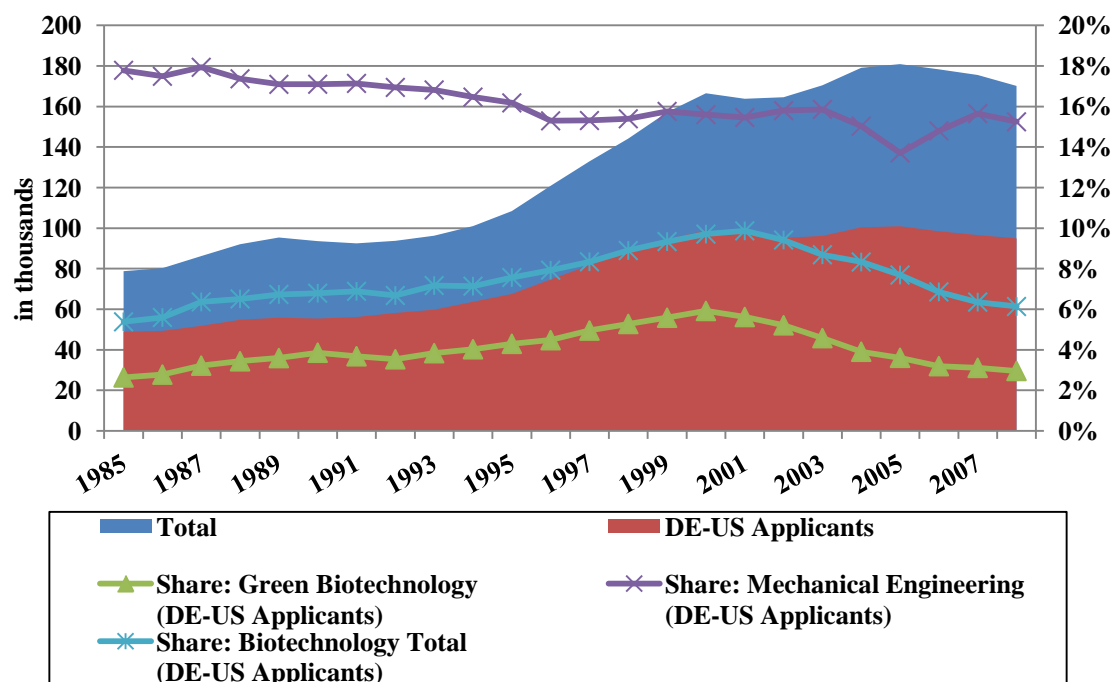 200 20%
180 18%
160 16%
140 14%
120 12%
100 10%
80 8%
60 6%
40 4%
20 2%
0 0%
in thousands
1985 1987 1989 1991 1993 1995 1997 1999 2001 2003 2005 2007
Total DE-US Applicants
Share: Green Biotechnology Share: Mechanical Engineering
(DE-US Applicants) (DE-US Applicants)
Share: Biotechnology Total
(DE-US Applicants)